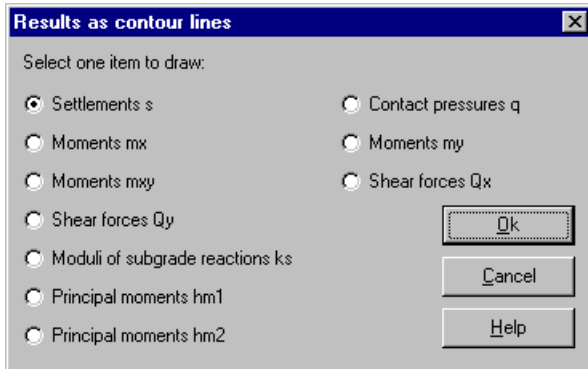 Results as contour lines
Select one item to draw:
Settlements s
Contact pressures q
Moments mx
Moments my
Moments mxy
Shear forces Qx
Shear forces Qy
Ok
Moduli of subgrade reactions ks
Cancel
Principal moments hm1
Principal moments hm2
Help